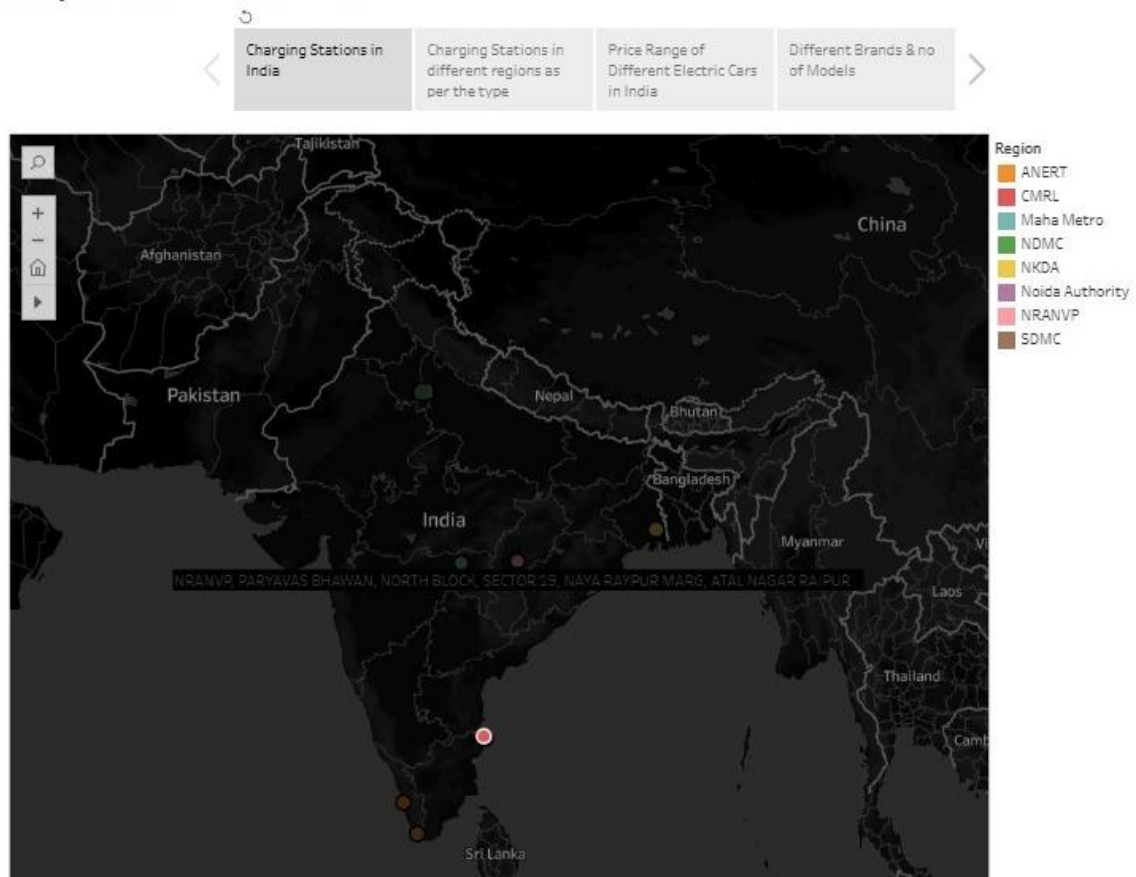 Charging Stations in
India
Charging Stations in
different regions as
per the type
Price Range of
Different Electric Cars
in India
Different Brands & no
of Models
Region
ANERT
CMRL
Maha Metro
NDMC
NKDA
Noida Authority
NRANVP
SDMC
Tajikistan
China
Afghanistan
Pakistan
Nepal
Bhutan
Bangladesh
India
Myanmar
Vi
NRANVP, PARYAVAS BHAWAN, NORTH BLOCK, SECTOR 19, NAYA RAYPUR MARG, ATAL NAGAR RAIPUR
Laos
Thailand
Camb
Sri Lanka